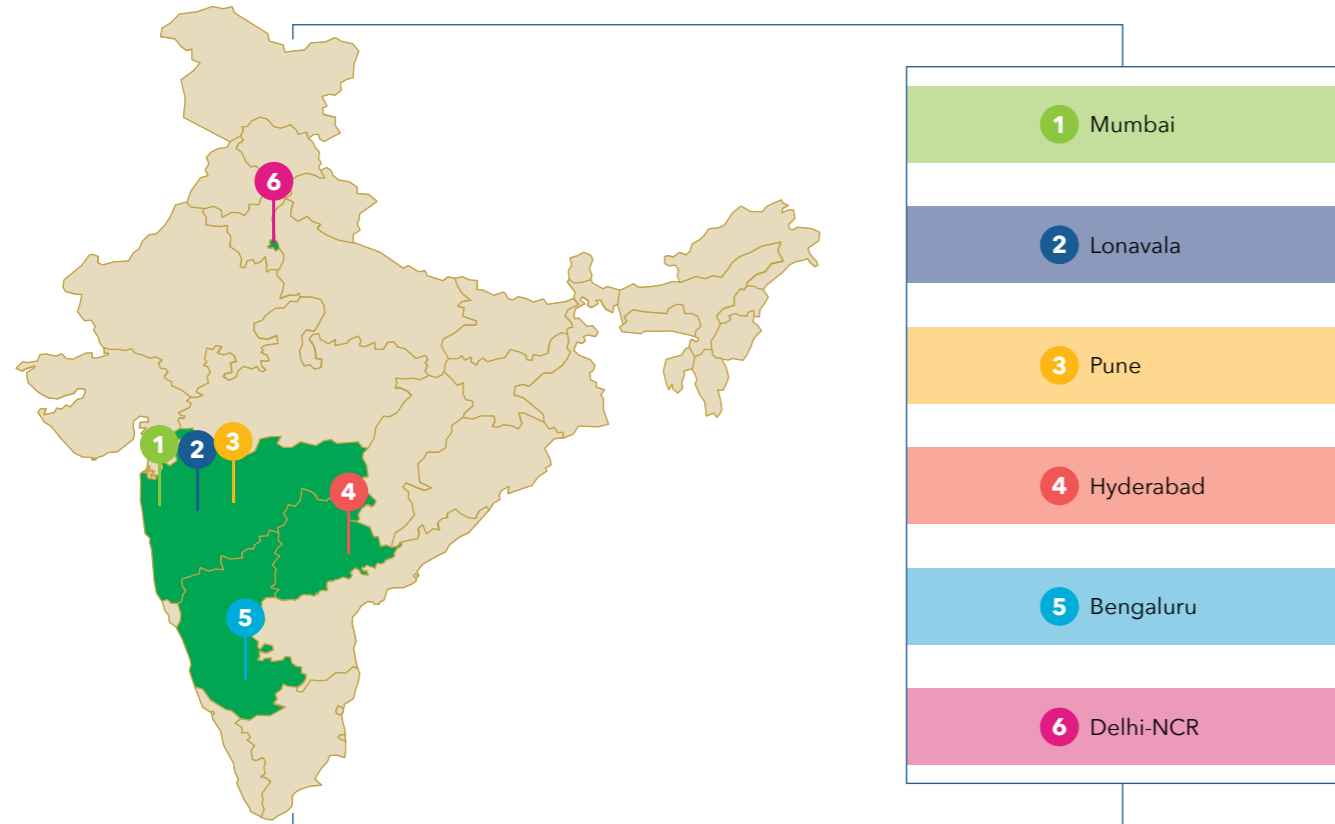 6
1
2
3
4
5
1 Mumbai
2 Lonavala
3 Pune
4 Hyderabad
5 Bengaluru
6 Delhi-NCR